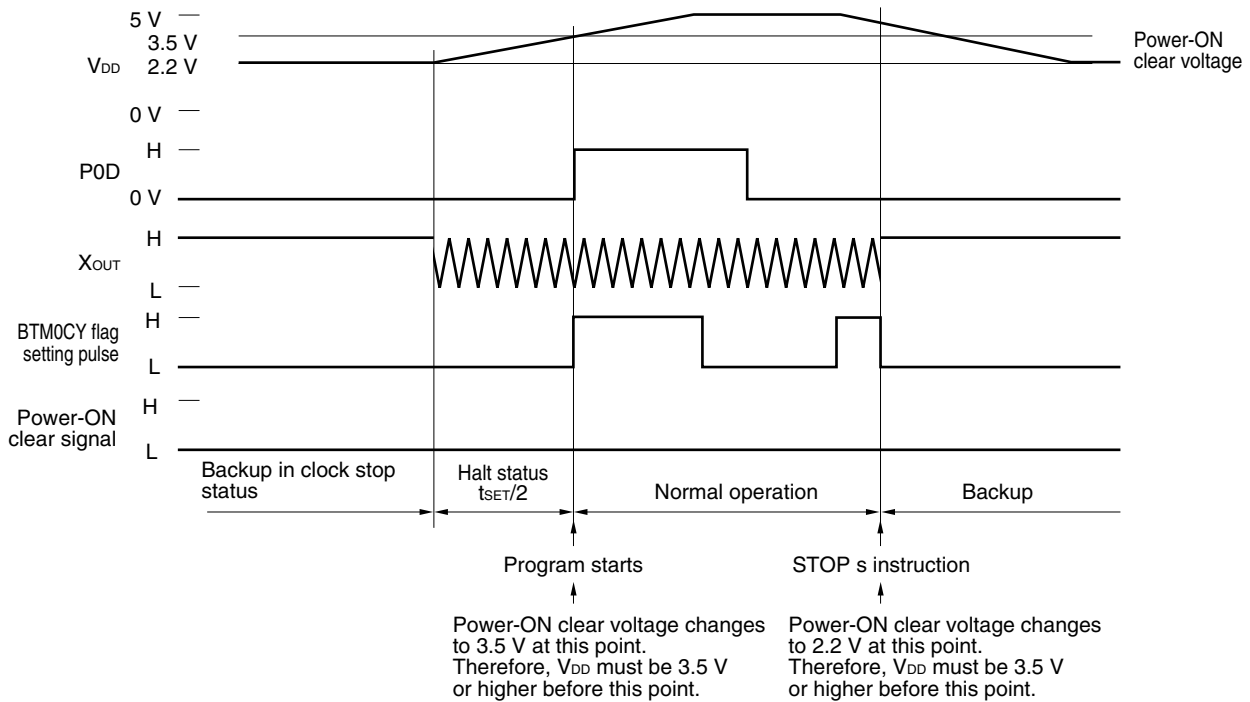 5 V
3.5 V
VDD 2.2 V
Power-ON
clear voltage
0 V
H
P0D
0 V
H
XOUT
L
H
BTM0CY flag
setting pulse
L
H
Power-ON
clear signal
L
Backup in clock stop
status
Halt status
tSET/2
Normal operation
Backup
Program starts
STOP s instruction
Power-ON clear voltage changes
to 3.5 V at this point.
Therefore, VDD must be 3.5 V
or higher before this point.
Power-ON clear voltage changes
to 2.2 V at this point.
Therefore, VDD must be 3.5 V
or higher before this point.